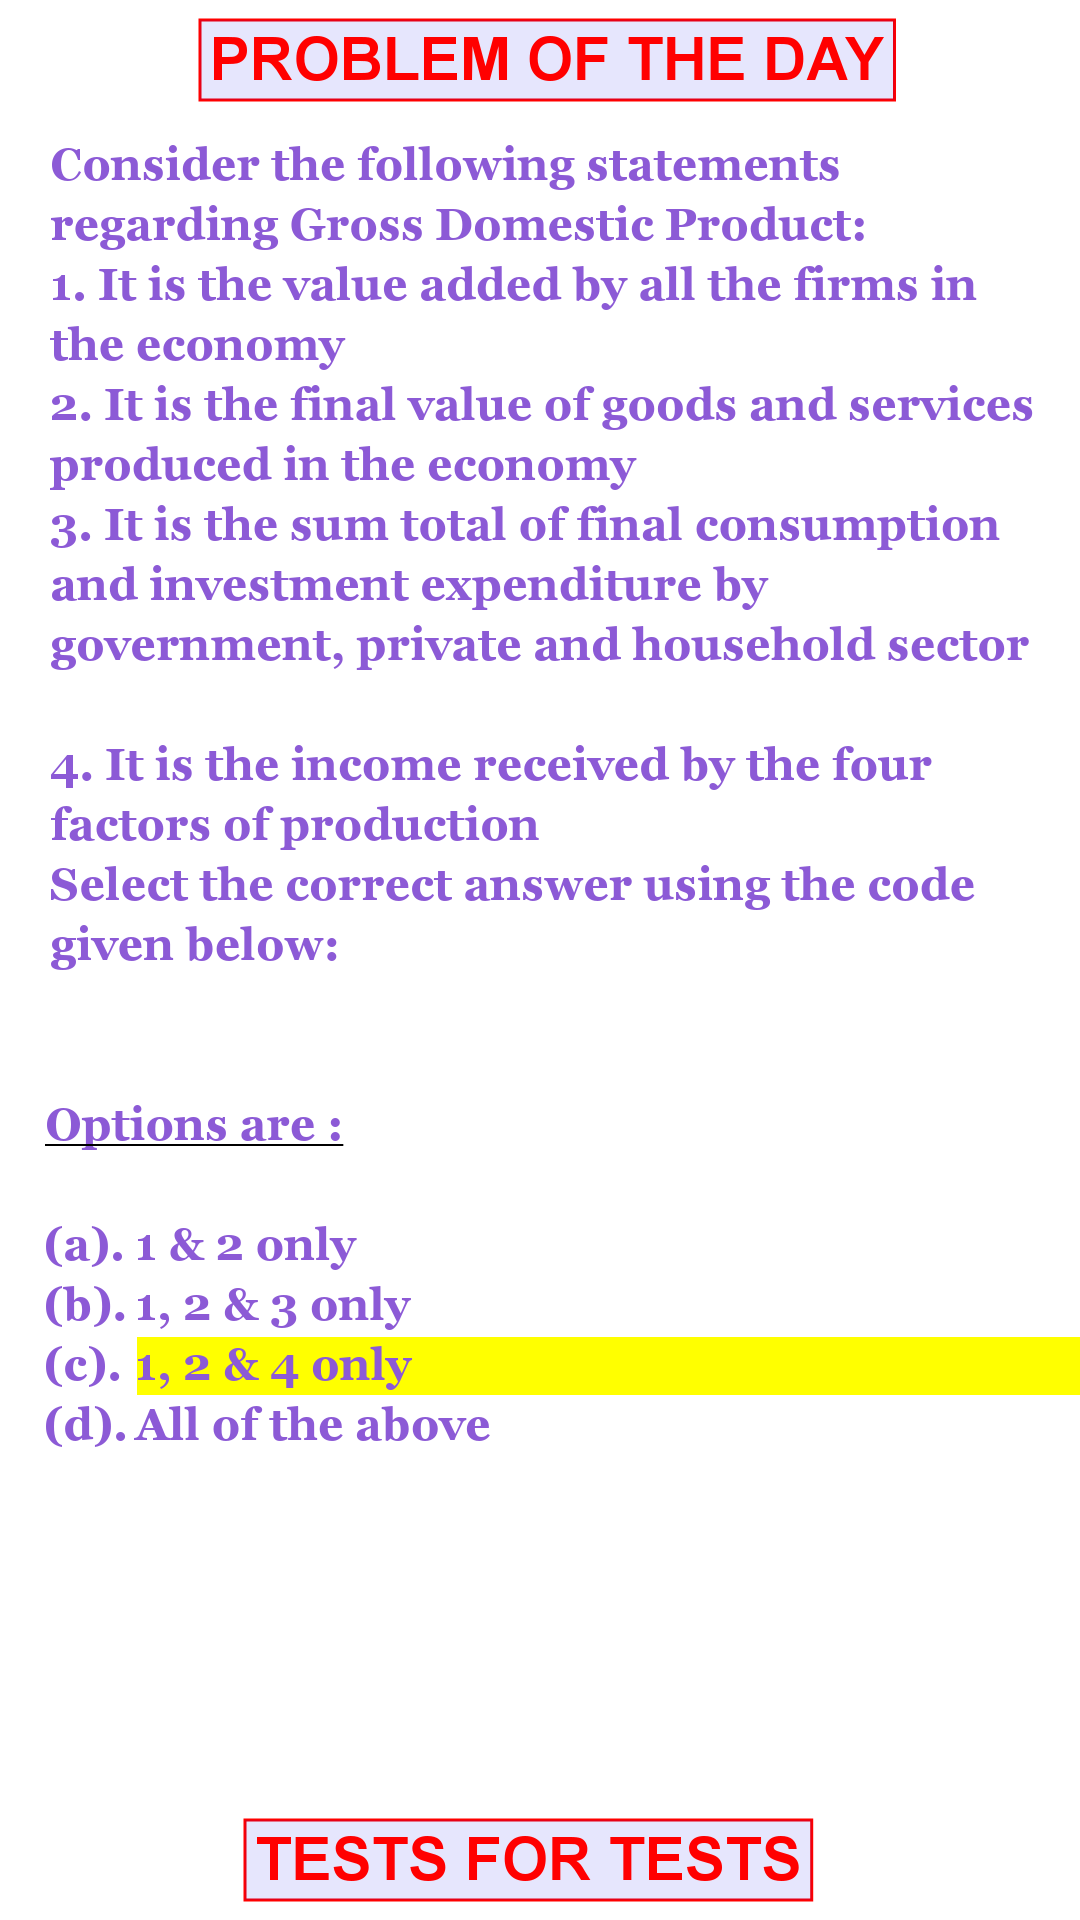 PROBLEM OF THE DAY
Consider the following statements
regarding Gross Domestic Product:
1. It is the value added by all the firms in
the economy
2. It is the final value of goods and services
produced in the economy
3. It is the sum total of final consumption
and investment expenditure by
government, private and household sector
4. It is the income received by the four
factors of production
Select the correct answer using the code
given below:
Options are :
(a). 1 & 2 only
(b). 1, 2 & 3 only
(c). 1, 2 & 4 only
(d). All of the above
TESTS FOR TESTS